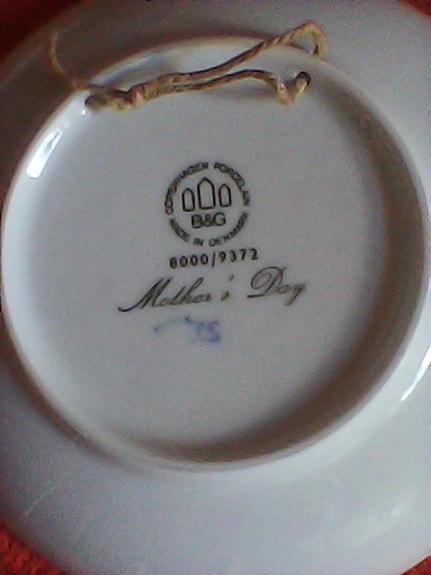 COPENHAGEN PORCELAIN
B&G
MADE IN DENMARK
8000/9372
Mother's Day